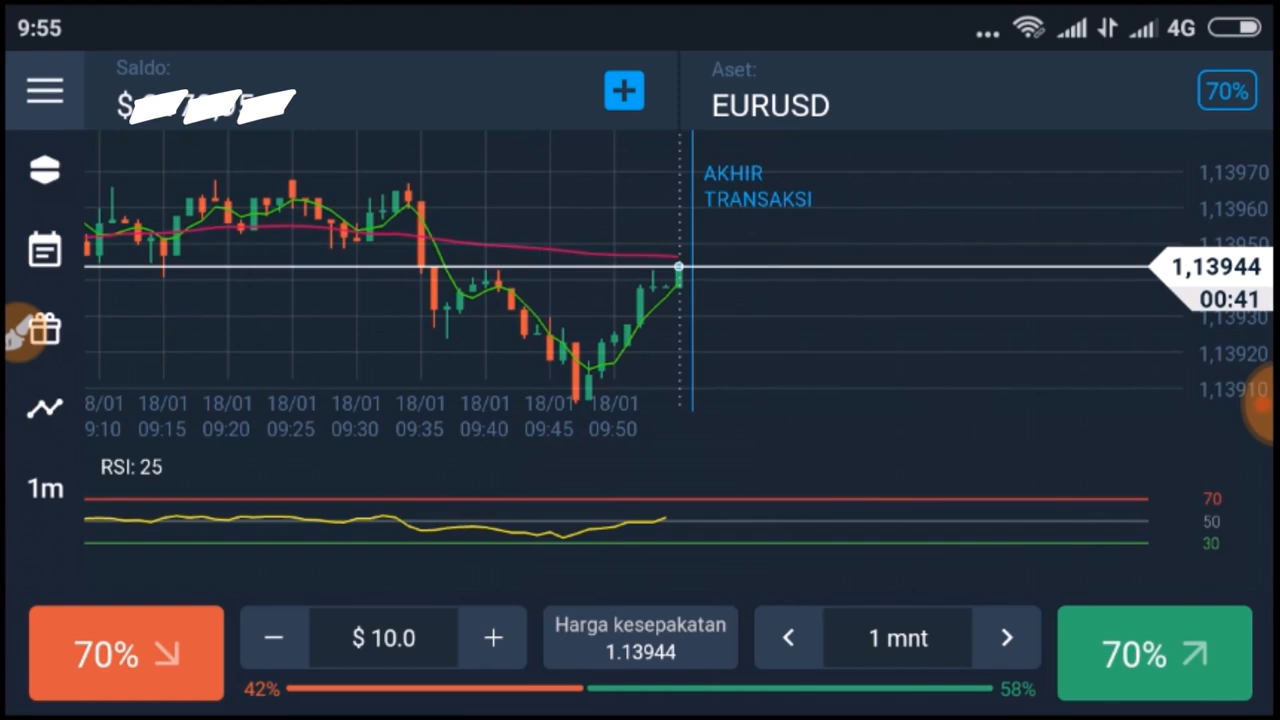 9:55
4G
Saldo:
$
Aset:
EURUSD
70%
AKHIR
TRANSAKSI
1,13970
1,13960
1,13950
1,13944
00:41
1,13930
1,13920
1,13910
8/01 18/01 18/01 18/01 18/01 18/01 18/01 18/01 18/01
9:10 09:15 09:20 09:25 09:30 09:35 09:40 09:45 09:50
RSI: 25
1m
70
50
30
70%
$ 10.0
Harga kesepakatan
1.13944
1 mnt
70%
42%
58%